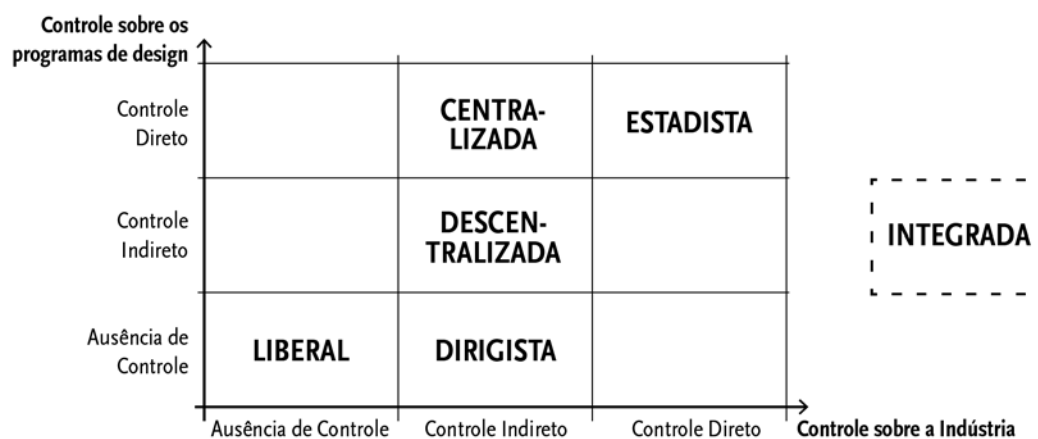 Controle sobre os
programas de design
Controle
Direto
CENTRA-
LIZADA
ESTADISTA
Controle
Indireto
DESCEN-
TRALIZADA
INTEGRADA
Ausência de
Controle
LIBERAL
DIRIGISTA
Ausência de Controle
Controle Indireto
Controle Direto
Controle sobre a Indústria